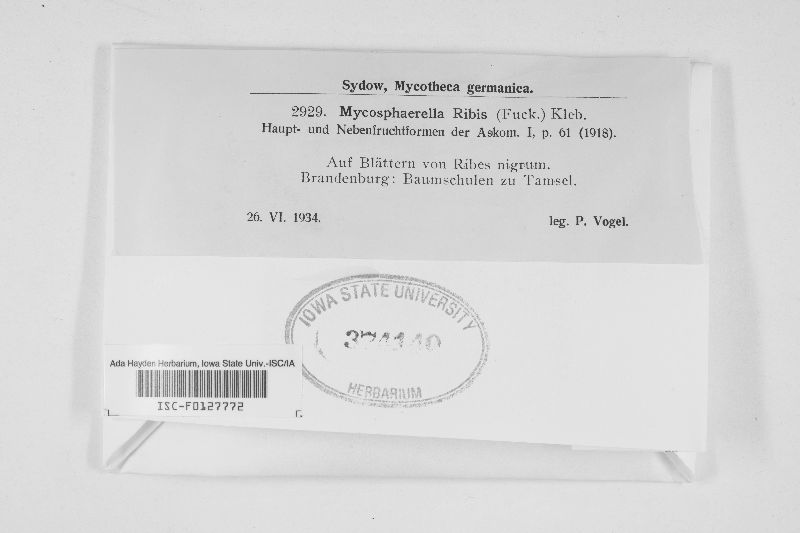 Sydow, Mycotheca germanica.
2929. Mycosphaerella Ribis (Fuck.) Kleb.
Haupt- und Nebenfruchtformen der Askom. I, p. 61 (1918).
Auf Blättern von Ribes nigrum.
Brandenburg: Baumschulen zu Tamsel.
26. VI. 1934. leg. P. Vogel.
IOWA STATE UNIVERSITY
374140
HERBARIUM
Ada Hayden Herbarium, Iowa State Univ.-ISC/IA
ISC-F0127772